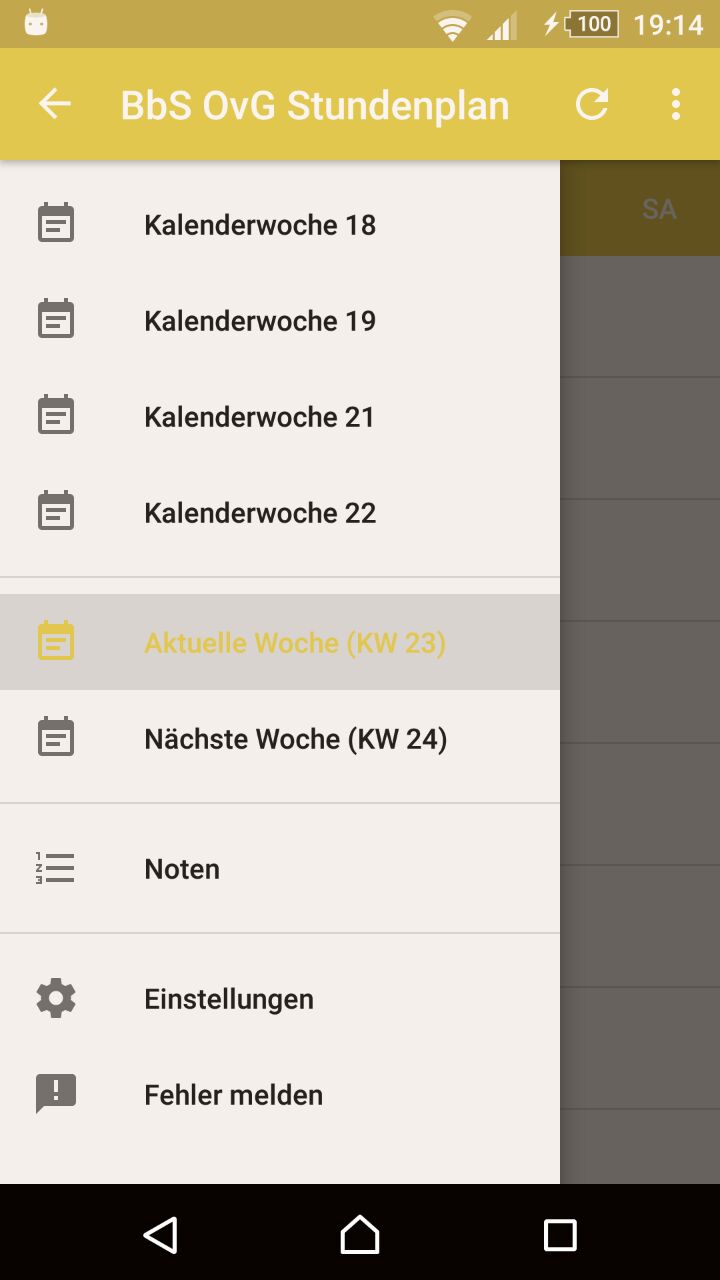 100 19:14
BbS OvG Stundenplan
SA
Kalenderwoche 18
Kalenderwoche 19
Kalenderwoche 21
Kalenderwoche 22
Aktuelle Woche (KW 23)
Nächste Woche (KW 24)
Noten
Einstellungen
Fehler melden